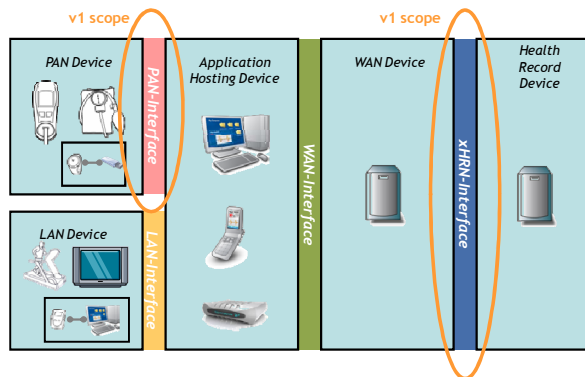 v1 scope
v1 scope
PAN Device
PAN-Interface
Application
Hosting Device
WAN-Interface
WAN Device
xHRN-Interface
Health
Record
Device
LAN Device
LAN-Interface